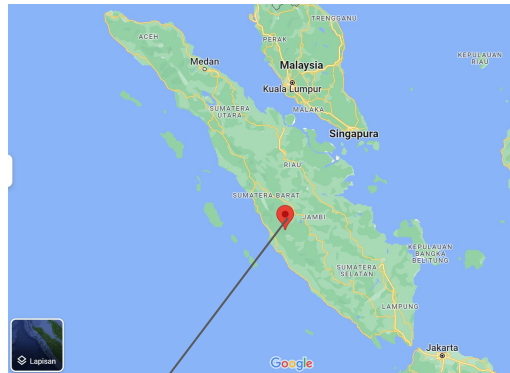 TRENGGANU
ACEH
PERAK
KEPULAUAN
RIAU
Medan
Malaysia
Kuala Lumpur
SUMATERA
UTARA
MALAKA
Singapura
RIAU
SUMATERA BARAT
JAMBI
KEPULAUAN
BANGKA
BELITUNG
SUMATERA
SELATAN
LAMPUNG
Jakarta
Lapisan
Google